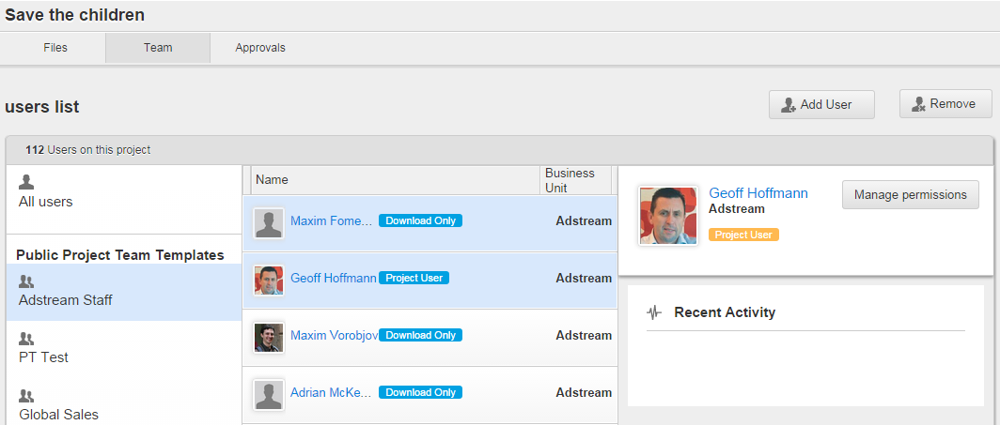 Save the children
Files Team Approvals
users list
Add User Remove
112 Users on this project
All users
Public Project Team Templates
Adstream Staff
PT Test
Global Sales
Name Business
Unit
Maxim Fome... Download Only Adstream
Geoff Hoffmann Project User Adstream
Maxim Vorobjov Download Only Adstream
Adrian McKe... Download Only Adstream
Geoff Hoffmann Manage permissions
Adstream
Project User
Recent Activity